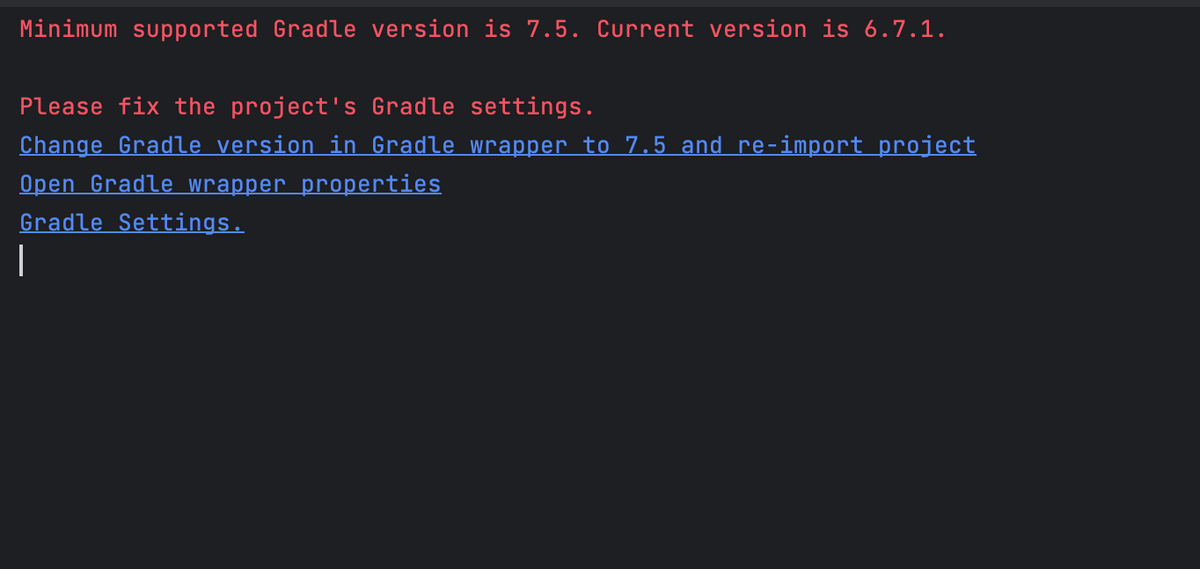 Minimum supported Gradle version is 7.5. Current version is 6.7.1.
Please fix the project's Gradle settings.
Change Gradle version in Gradle wrapper to 7.5 and re-import project
Open Gradle wrapper properties
Gradle Settings.